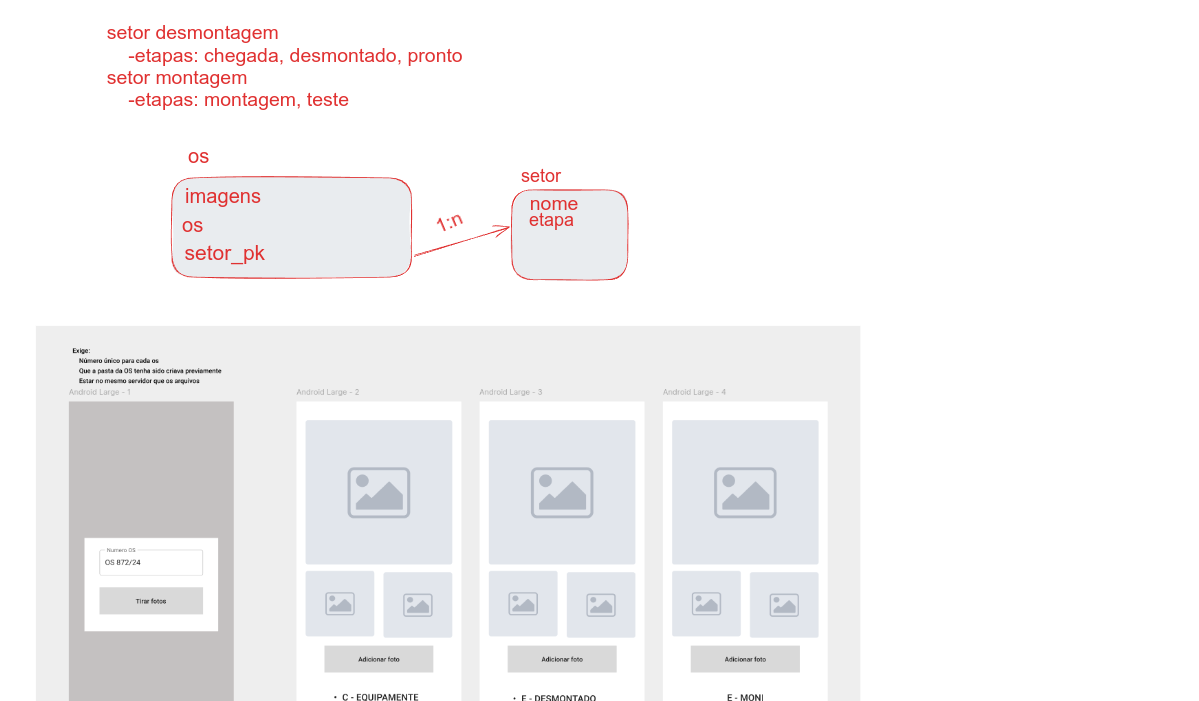 setor desmontagem
-etapas: chegada, desmontado, pronto
setor montagem
-etapas: montagem, teste
os
imagens
os
setor_pk
1:n
setor
nome
etapa
Exige:
Número único para cada os
Que a pasta da OS tenha sido criava previamente
Estar no mesmo servidor que os arquivos
Android Large - 1
Android Large - 2
Android Large - 3
Android Large - 4
Numero OS
OS 872/24
Tirar fotos
Adicionar foto
Adicionar foto
Adicionar foto
• C - EQUIPAMENTE
• E - DESMONTADO
E - MONI